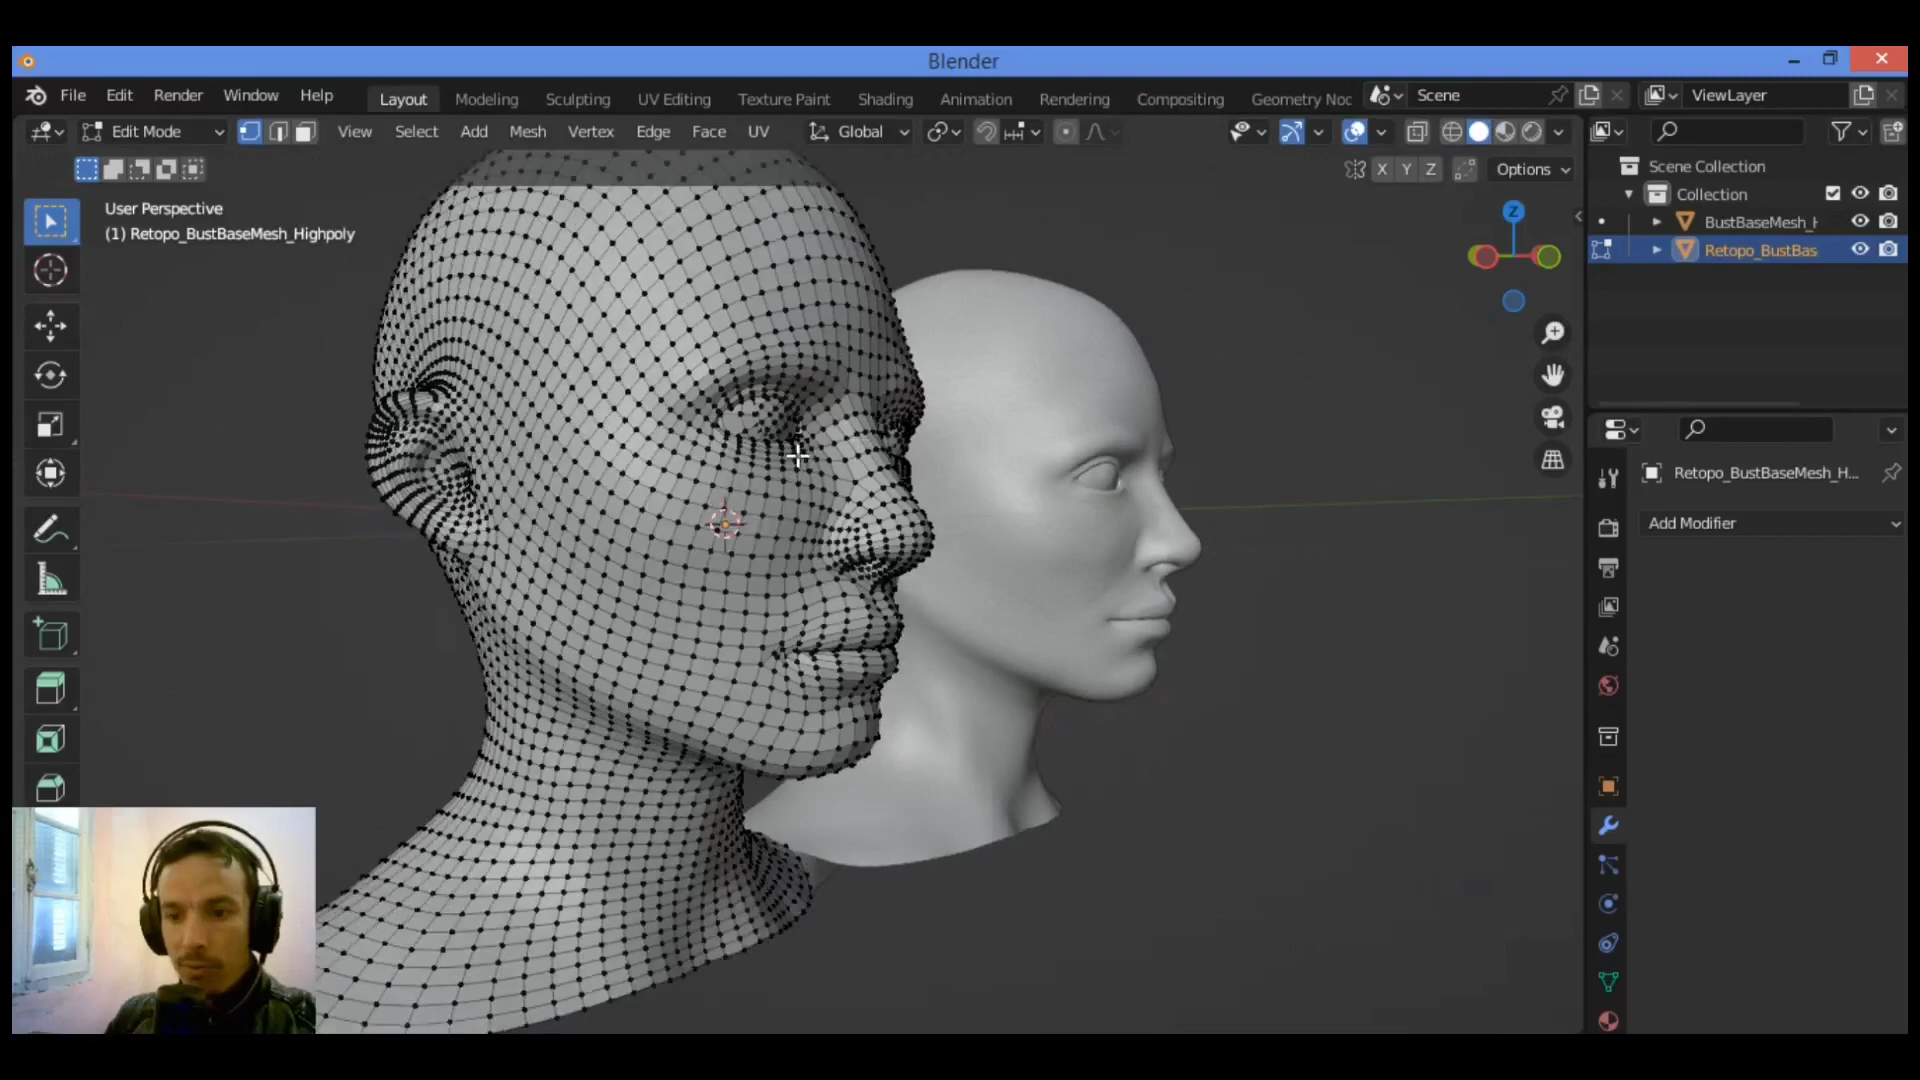 Blender
File Edit Render Window Help Layout Modeling Sculpting UV Editing Texture Paint Shading Animation Rendering Compositing Geometry Noc Scene ViewLayer
Edit Mode View Select Add Mesh Vertex Edge Face UV Global
X Y Z Options
User Perspective
(1) Retopo_BustBaseMesh_Highpoly
Z
Scene Collection
Collection
BustBaseMesh_H
Retopo_BustBas
Retopo_BustBaseMesh_H...
Add Modifier